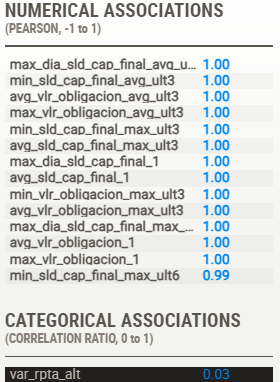 NUMERICAL ASSOCIATIONS
(PEARSON, -1 to 1)
max_dia_sld_cap_final_avg_u... 1.00
min_sld_cap_final_avg_ult3 1.00
avg_vlr_obligacion_avg_ult3 1.00
max_vlr_obligacion_avg_ult3 1.00
min_sld_cap_final_max_ult3 1.00
avg_sld_cap_final_max_ult3 1.00
max_dia_sld_cap_final_1 1.00
avg_sld_cap_final_1 1.00
min_vlr_obligacion_max_ult3 1.00
avg_vlr_obligacion_max_ult3 1.00
max_dia_sld_cap_final_max_... 1.00
avg_vlr_obligacion_1 1.00
max_vlr_obligacion_1 1.00
min_sld_cap_final_max_ult6 0.99
CATEGORICAL ASSOCIATIONS
(CORRELATION RATIO, 0 to 1)
var_rpta_alt 0.03